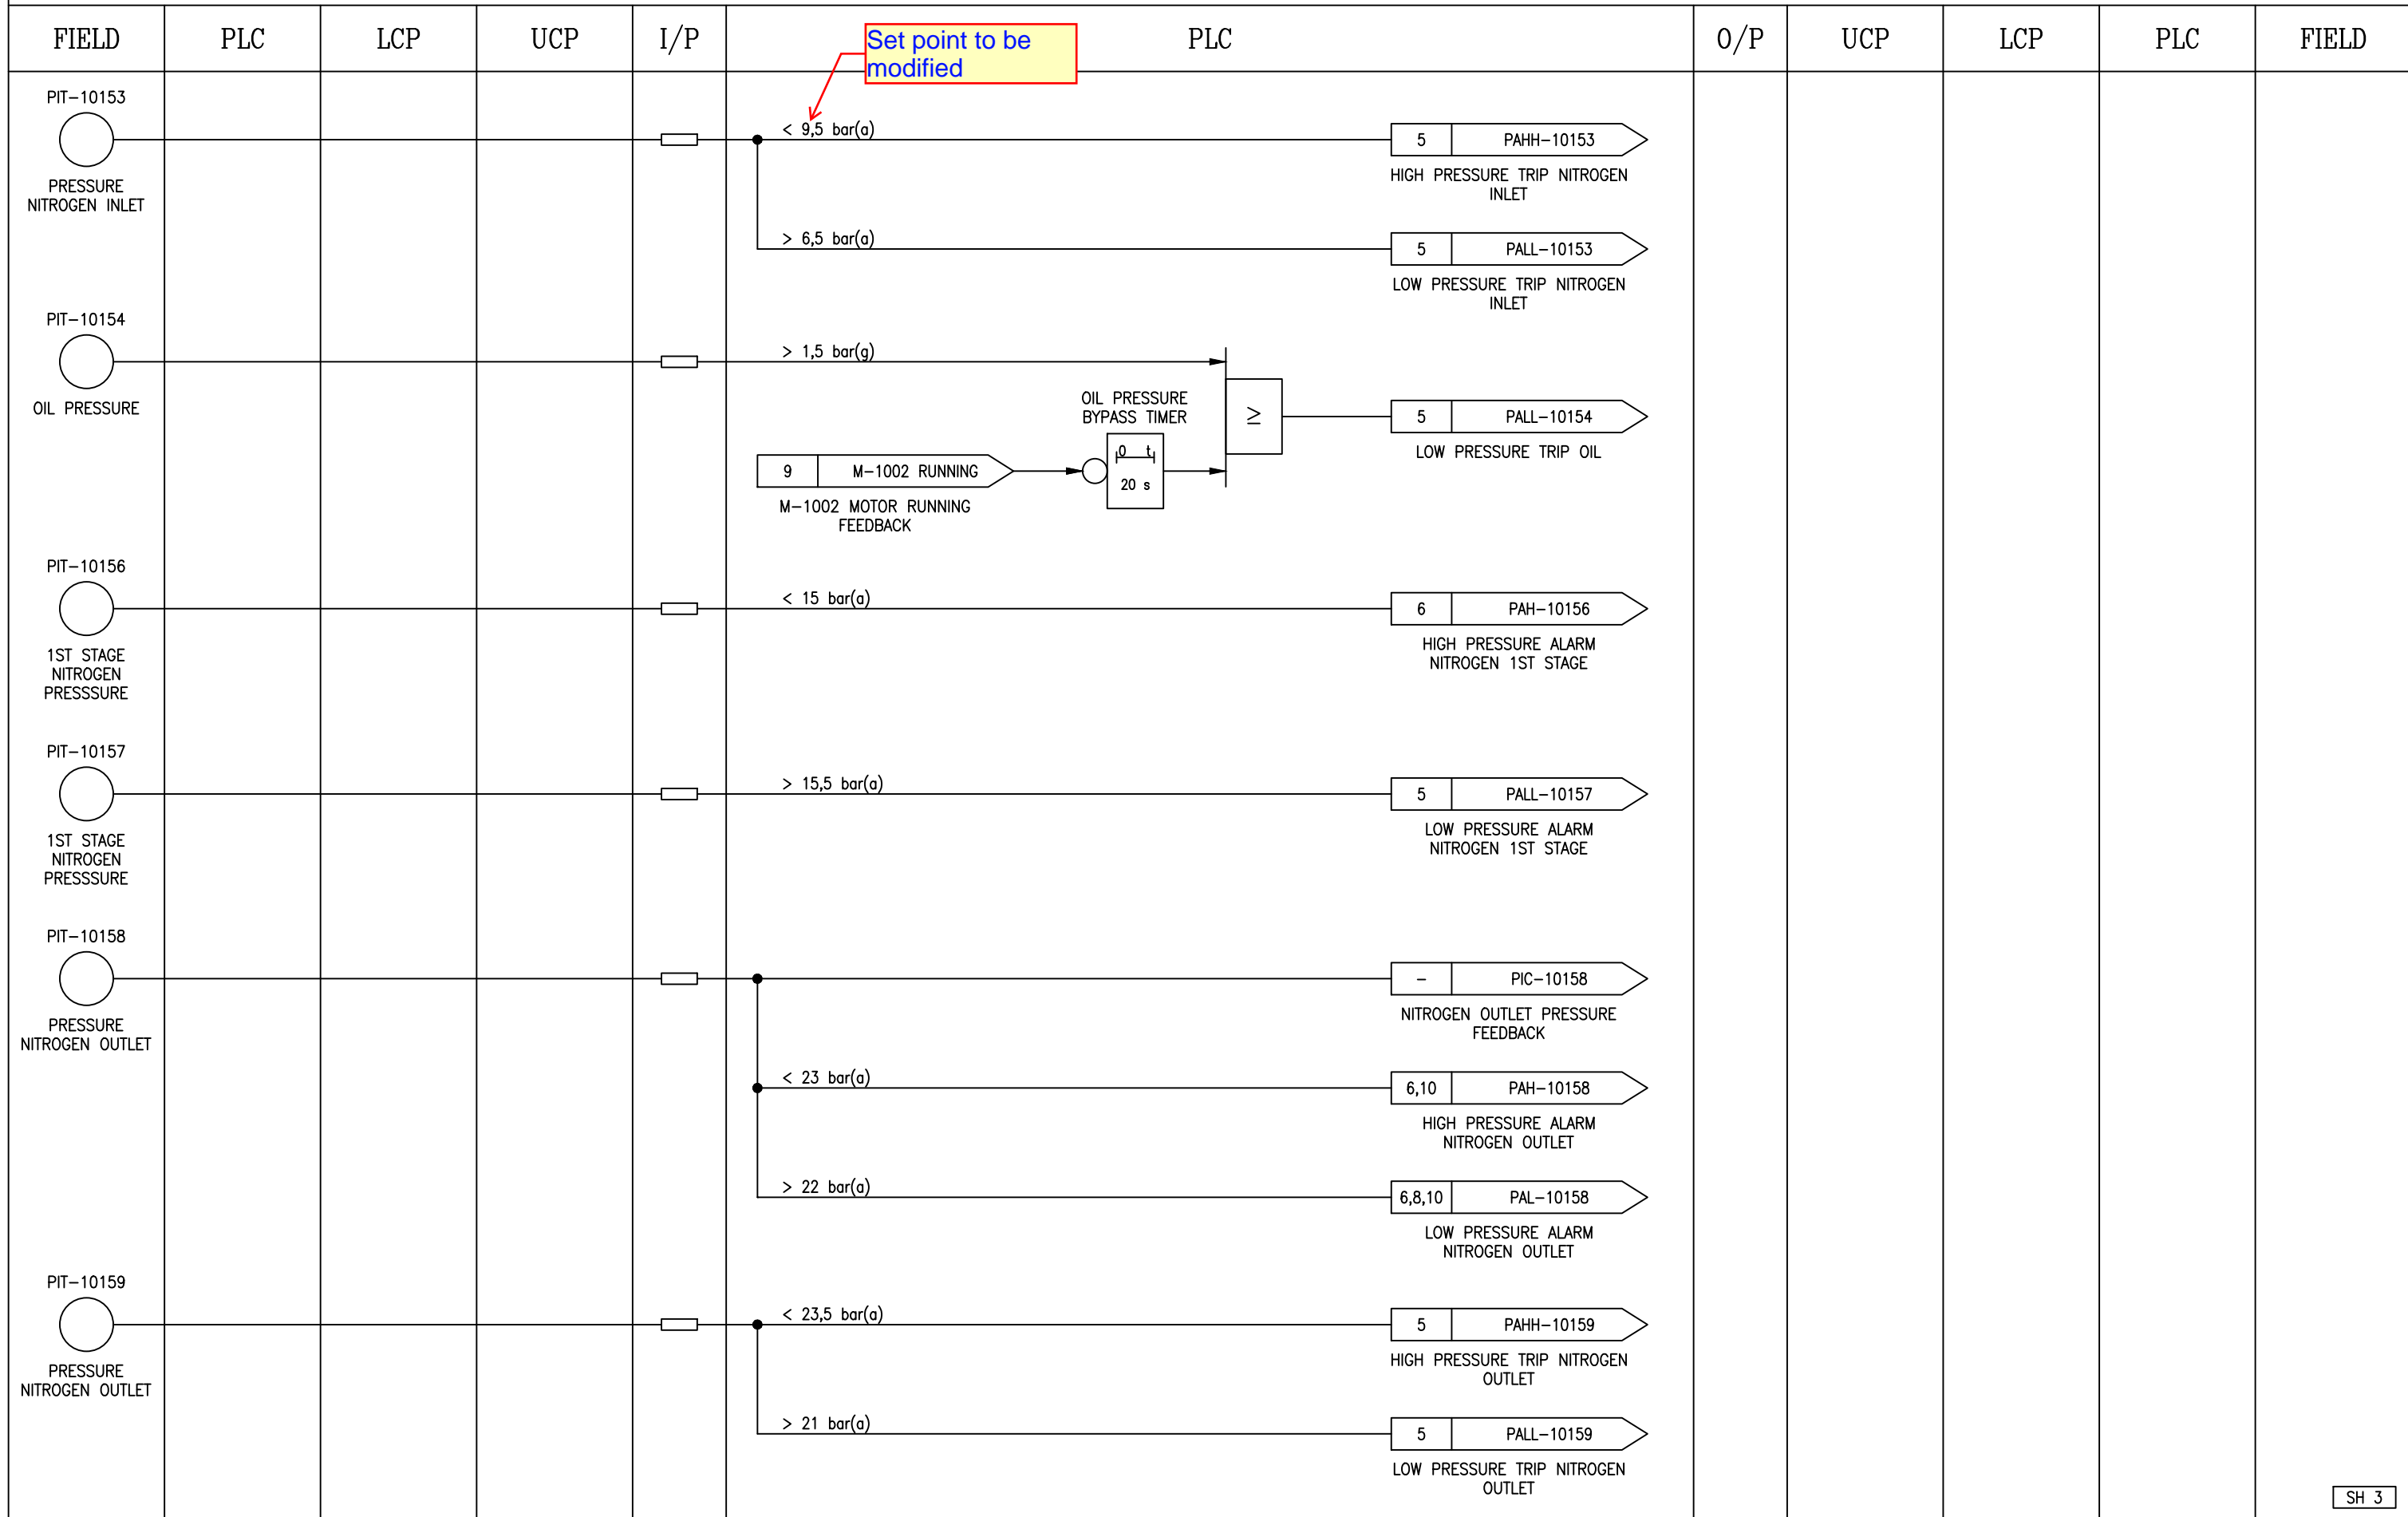 FIELD PLC LCP UCP I/P PLC O/P UCP LCP PLC FIELD
Set point to be
modified
PIT-10153
PRESSURE
NITROGEN INLET
< 9,5 bar(a)
5 PAHH-10153
HIGH PRESSURE TRIP NITROGEN
INLET
> 6,5 bar(a)
5 PALL-10153
LOW PRESSURE TRIP NITROGEN
INLET
PIT-10154
OIL PRESSURE
> 1,5 bar(g)
OIL PRESSURE
BYPASS TIMER
0 t
20 s
≥
9 M-1002 RUNNING
M-1002 MOTOR RUNNING
FEEDBACK
5 PALL-10154
LOW PRESSURE TRIP OIL
PIT-10156
1ST STAGE
NITROGEN
PRESSSURE
< 15 bar(a)
6 PAH-10156
HIGH PRESSURE ALARM
NITROGEN 1ST STAGE
PIT-10157
1ST STAGE
NITROGEN
PRESSSURE
> 15,5 bar(a)
5 PALL-10157
LOW PRESSURE ALARM
NITROGEN 1ST STAGE
PIT-10158
PRESSURE
NITROGEN OUTLET
- PIC-10158
NITROGEN OUTLET PRESSURE
FEEDBACK
< 23 bar(a)
6,10 PAH-10158
HIGH PRESSURE ALARM
NITROGEN OUTLET
> 22 bar(a)
6,8,10 PAL-10158
LOW PRESSURE ALARM
NITROGEN OUTLET
PIT-10159
PRESSURE
NITROGEN OUTLET
< 23,5 bar(a)
5 PAHH-10159
HIGH PRESSURE TRIP NITROGEN
OUTLET
> 21 bar(a)
5 PALL-10159
LOW PRESSURE TRIP NITROGEN
OUTLET
SH 3